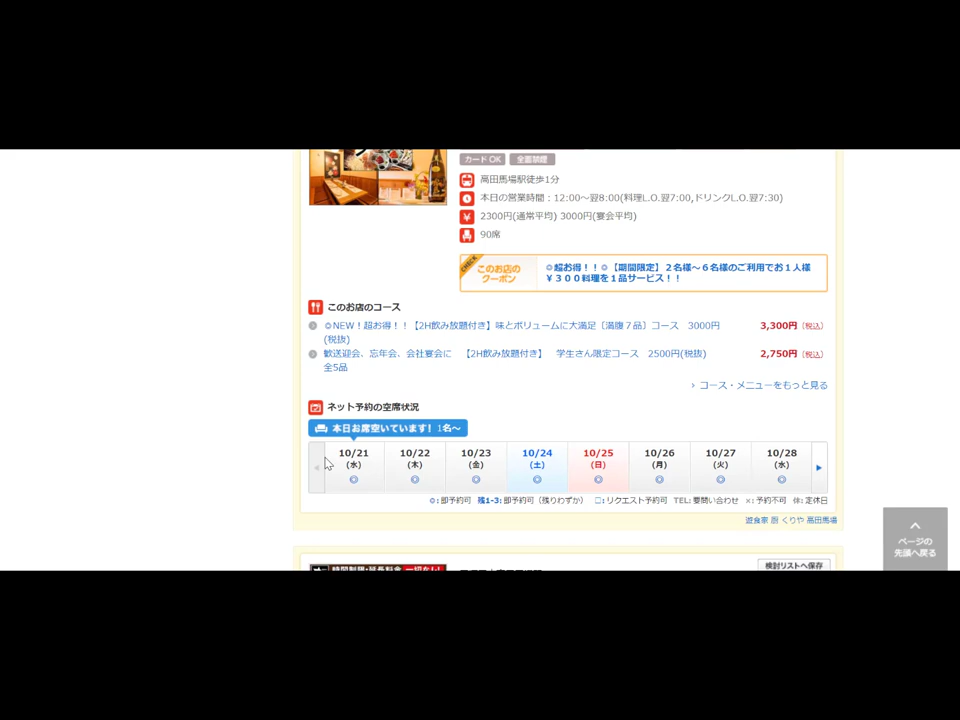 カード OK 全面禁煙
高田馬場駅徒歩1分
本日の営業時間：12:00～翌8:00(料理L.O.翌7:00,ドリンクL.O.翌7:30)
2300円(通常平均) 3000円(宴会平均)
90席
CHECK このお店のクーポン
◎超お得！！◎【期間限定】２名様～６名様のご利用でお１人様
￥３００料理を１品サービス！！
このお店のコース
◎NEW！超お得！！【2H飲み放題付き】味とボリュームに大満足〔満腹７品〕コース 3000円 3,300円（税込）
(税抜)
歓送迎会、忘年会、会社宴会に 【2H飲み放題付き】 学生さん限定コース 2500円(税抜) 2,750円（税込）
全5品
› コース・メニューをもっと見る
ネット予約の空席状況
本日お席空いています！1名～
10/21 10/22 10/23 10/24 10/25 10/26 10/27 10/28
(水) (木) (金) (土) (日) (月) (火) (水)
◎ ◎ ◎ ◎ ◎ ◎ ◎ ◎
◎：即予約可 残1-3：即予約可（残りわずか） □：リクエスト予約可 TEL：要問い合わせ ×：予約不可 休：定休日
遊食家 厨 くりや 高田馬場
ページの
先頭へ戻る
検討リストへ保存
時間制限・延長料金 一切なし！